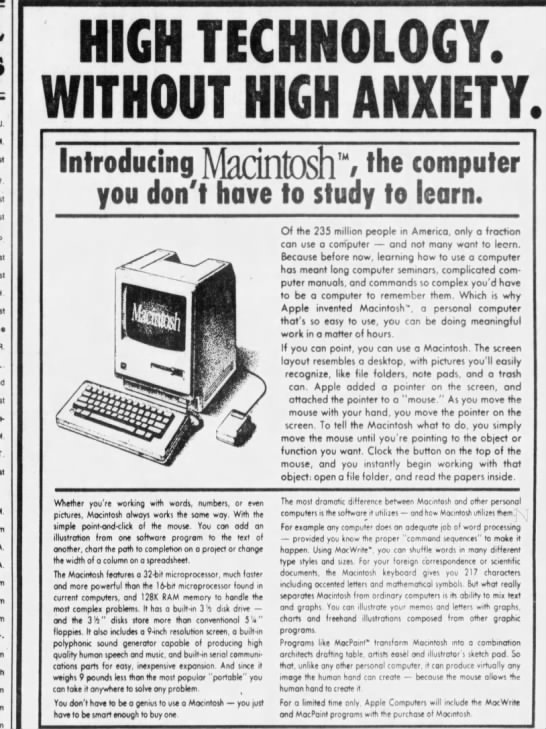 HIGH TECHNOLOGY.
WITHOUT HIGH ANXIETY.
Introducing Macintosh™, the computer
you don't have to study to learn.
Macintosh
Of the 235 million people in America, only a fraction
can use a computer — and not many want to learn.
Because before now, learning how to use a computer
has meant long computer seminars, complicated com-
puter manuals, and commands so complex you'd have
to be a computer to remember them. Which is why
Apple invented Macintosh™, a personal computer
that's so easy to use, you can be doing meaningful
work in a matter of hours.
If you can point, you can use a Macintosh. The screen
layout resembles a desktop, with pictures you'll easily
recognize, like file folders, note pads, and a trash
can. Apple added a pointer on the screen, and
attached the pointer to a "mouse." As you move the
mouse with your hand, you move the pointer on the
screen. To tell the Macintosh what to do, you simply
move the mouse until you're pointing to the object or
function you want. Clock the button on the top of the
mouse, and you instantly begin working with that
object: open a file folder, and read the papers inside.
Whether you're working with words, numbers, or even
pictures, Macintosh always works the same way. With the
simple point-and-click of the mouse. You can add an
illustration from one software program to the text of
another, chart the path to completion on a project or change
the width of a column on a spreadsheet.
The Macintosh features a 32-bit microprocessor, much faster
and more powerful than the 16-bit microprocessor found in
current computers, and 128K RAM memory to handle the
most complex problems. It has a built-in 3½ disk drive —
and the 3½" disks store more than conventional 5¼"
floppies. It also includes a 9-inch resolution screen, a built-in
polyphonic sound generator capable of producing high
quality human speech and music, and built-in serial communi-
cations parts for easy, inexpensive expansion. And since it
weighs 9 pounds less than the most popular "portable" you
can take it anywhere to solve any problem.
You don't have to be a genius to use a Macintosh — you just
have to be smart enough to buy one.
The most dramatic difference between Macintosh and other personal
computers is the software it utilizes — and how Macintosh utilizes them.
For example any computer does an adequate job of word processing
— provided you know the proper "command sequences" to make it
happen. Using MacWrite™, you can shuffle words in many different
type styles and sizes. For your foreign correspondence or scientific
documents, the Macintosh keyboard gives you 217 characters
including accented letters and mathematical symbols. But what really
separates Macintosh from ordinary computers is its ability to mix text
and graphs. You can illustrate your memos and letters with graphs,
charts and freehand illustrations composed from other graphic
programs.
Programs like MacPaint™ transform Macintosh into a combination
architects drafting table, artists easel and illustrator's sketch pad. So
that, unlike any other personal computer, it can produce virtually any
image the human hand can create — because the mouse allows the
human hand to create it.
For a limited time only, Apple Computers will include the MacWrite
and MacPaint programs with the purchase of Macintosh.